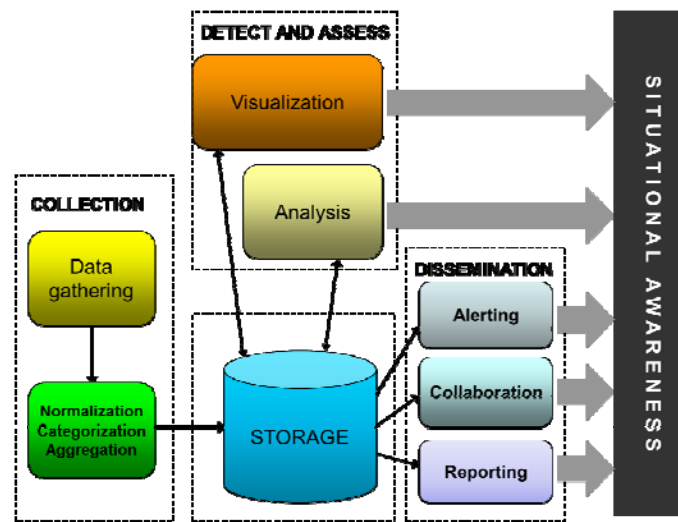 DETECT AND ASSESS
Visualization
Analysis
COLLECTION
Data
gathering
Normalization
Categorization
Aggregation
STORAGE
DISSEMINATION
Alerting
Collaboration
Reporting
SITUATIONAL AWARENESS